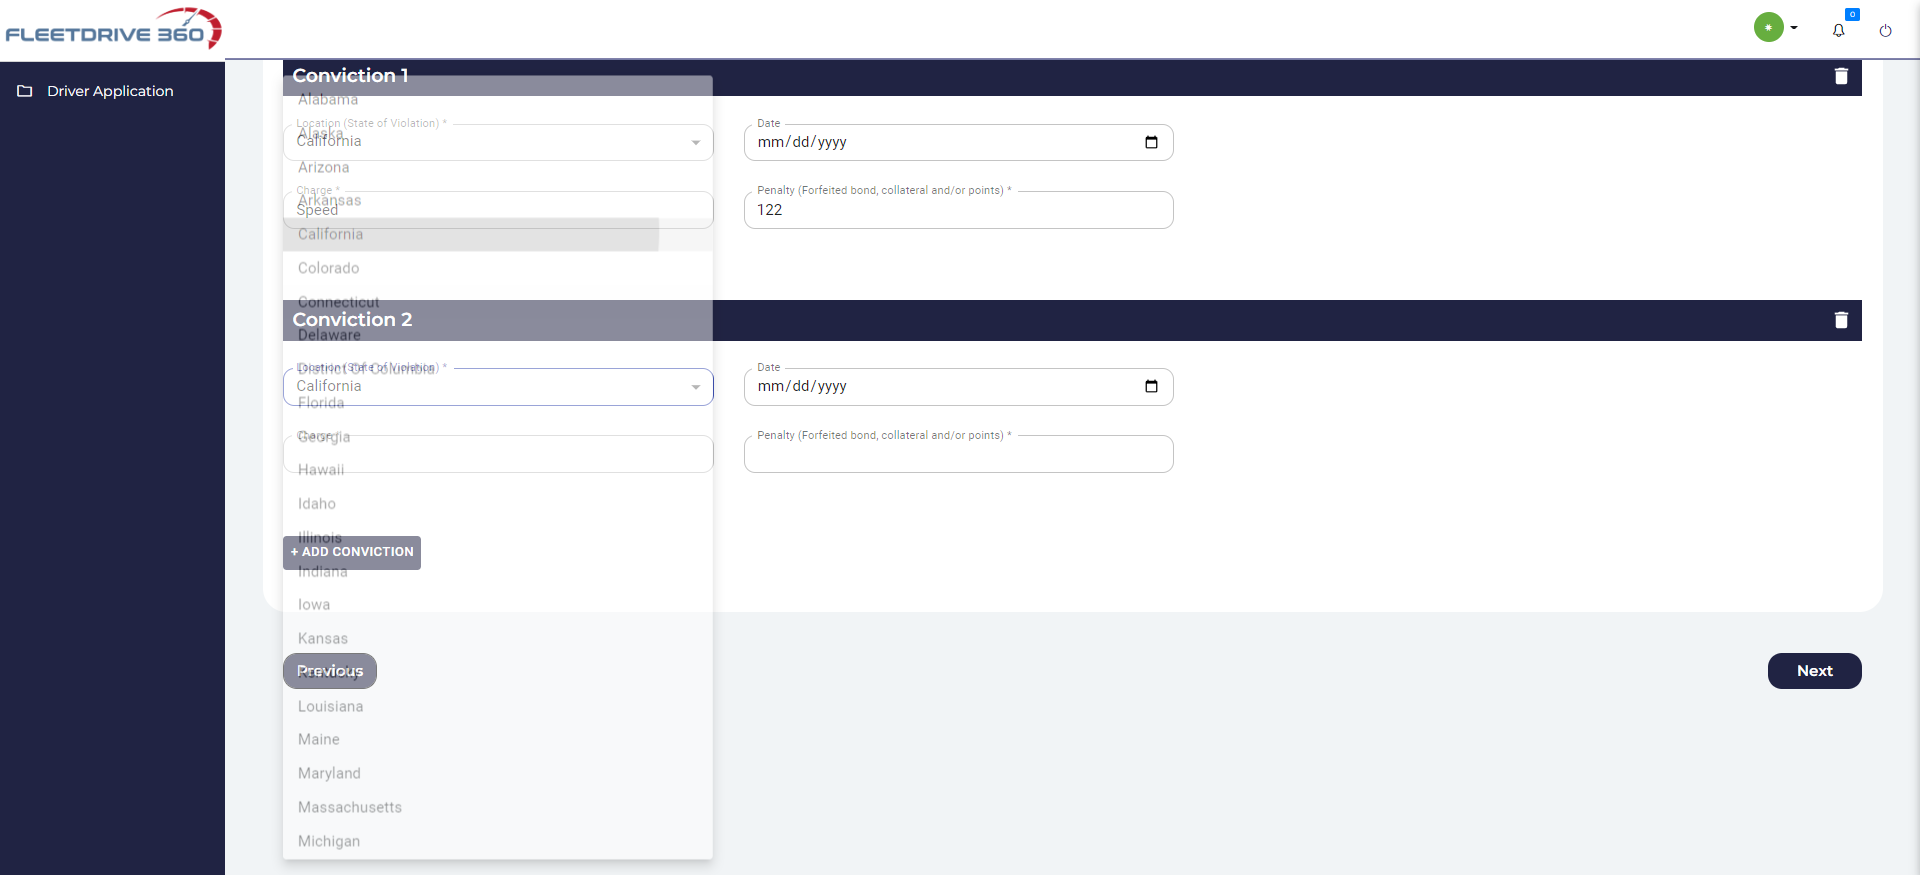 FLEETDRIVE 360
0
Driver Application
Conviction 1
Alabama
Location (State of Violation) *
Alaska
California
Date
mm/dd/yyyy
Arizona
Charge *
Arkansas
Speed
Penalty (Forfeited bond, collateral and/or points) *
122
California
Colorado
Connecticut
Conviction 2
Delaware
Location (State of Violation) *
District Of Columbia
California
Date
mm/dd/yyyy
Florida
Charge *
Georgia
Penalty (Forfeited bond, collateral and/or points) *
Hawaii
Idaho
Illinois
+ ADD CONVICTION
Indiana
Iowa
Kansas
Previous
Kentucky
Next
Louisiana
Maine
Maryland
Massachusetts
Michigan